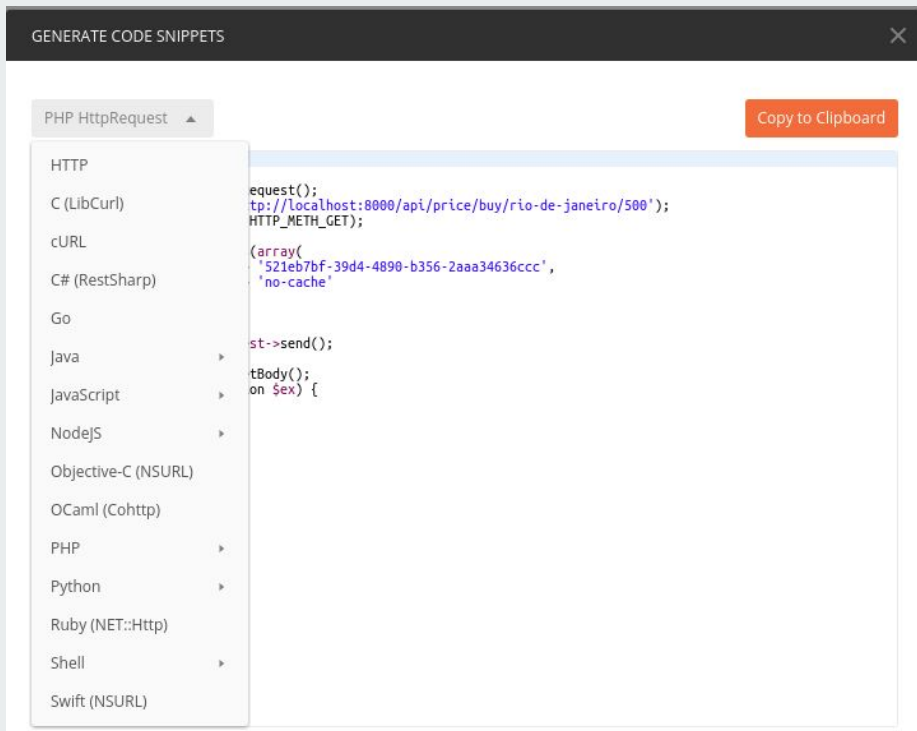 GENERATE CODE SNIPPETS
PHP HttpRequest
Copy to Clipboard
HTTP
C (LibCurl)
cURL
C# (RestSharp)
Go
Java
JavaScript
NodeJS
Objective-C (NSURL)
OCaml (Cohttp)
PHP
Python
Ruby (NET::Http)
Shell
Swift (NSURL)
equest();
tp://localhost:8000/api/price/buy/rio-de-janeiro/500');
HTTP_METH_GET);
(array(
'521eb7bf-39d4-4890-b356-2aaa34636ccc',
'no-cache'
st->send();
tBody();
on $ex) {